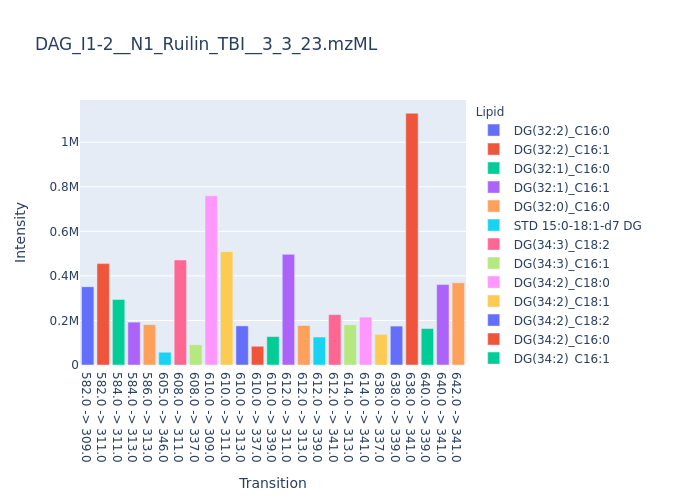 DAG_I1-2__N1_Ruilin_TBI__3_3_23.mzML
Intensity
1M
0.8M
0.6M
0.4M
0.2M
0
582.0 -> 309.0
582.0 -> 311.0
584.0 -> 311.0
584.0 -> 313.0
586.0 -> 313.0
605.0 -> 346.0
608.0 -> 311.0
608.0 -> 337.0
610.0 -> 309.0
610.0 -> 311.0
610.0 -> 313.0
610.0 -> 337.0
610.0 -> 339.0
612.0 -> 311.0
612.0 -> 313.0
612.0 -> 339.0
612.0 -> 341.0
614.0 -> 313.0
614.0 -> 341.0
638.0 -> 337.0
638.0 -> 339.0
638.0 -> 341.0
640.0 -> 339.0
640.0 -> 341.0
642.0 -> 341.0
Transition
Lipid
DG(32:2)_C16:0
DG(32:2)_C16:1
DG(32:1)_C16:0
DG(32:1)_C16:1
DG(32:0)_C16:0
STD 15:0-18:1-d7 DG
DG(34:3)_C18:2
DG(34:3)_C16:1
DG(34:2)_C18:0
DG(34:2)_C18:1
DG(34:2)_C18:2
DG(34:2)_C16:0
DG(34:2)_C16:1